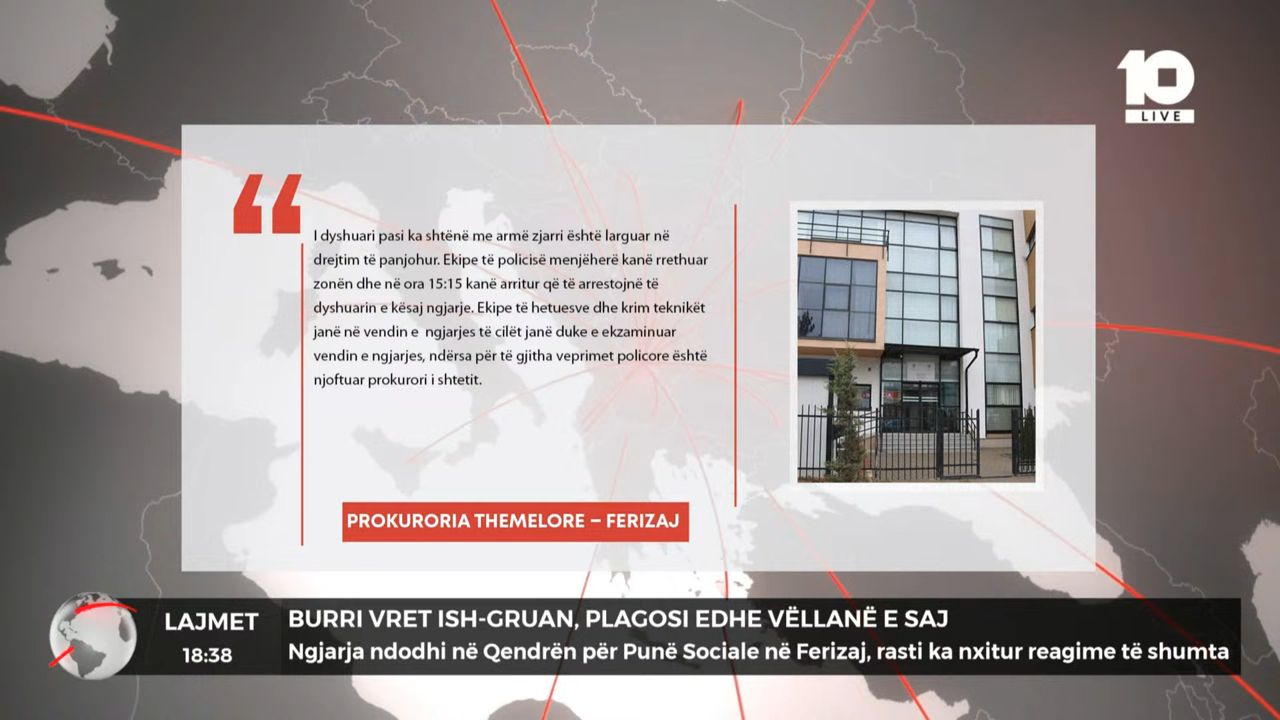 10
LIVE
“
I dyshuari pasi ka shtënë me armë zjarri është larguar në
drejtim të panjohur. Ekipe të policisë menjëherë kanë rrethuar
zonën dhe në ora 15:15 kanë arritur që të arrestojnë të
dyshuarin e kësaj ngjarje. Ekipe të hetuesve dhe krim teknikët
janë në vendin e ngjarjes të cilët janë duke e ekzaminuar
vendin e ngjarjes, ndërsa për të gjitha veprimet policore është
njoftuar prokurori i shtetit.
PROKURORIA THEMELORE – FERIZAJ
LAJMET
18:38
BURRI VRET ISH-GRUAN, PLAGOSI EDHE VËLLANË E SAJ
Ngjarja ndodhi në Qendrën për Punë Sociale në Ferizaj, rasti ka nxitur reagime të shumta